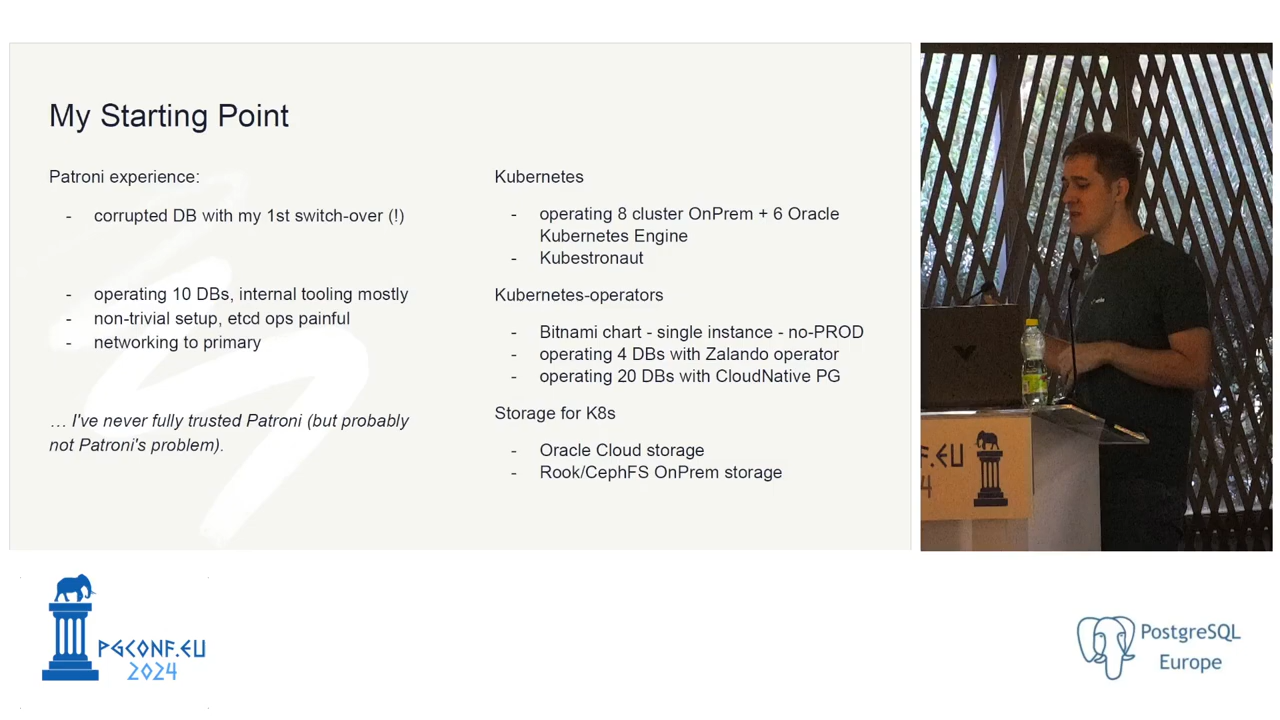 My Starting Point
Patroni experience:
- corrupted DB with my 1st switch-over (!)
- operating 10 DBs, internal tooling mostly
- non-trivial setup, etcd ops painful
- networking to primary
… I've never fully trusted Patroni (but probably
not Patroni's problem).
Kubernetes
- operating 8 cluster OnPrem + 6 Oracle
Kubernetes Engine
- Kubestronaut
Kubernetes-operators
- Bitnami chart - single instance - no-PROD
- operating 4 DBs with Zalando operator
- operating 20 DBs with CloudNative PG
Storage for K8s
- Oracle Cloud storage
- Rook/CephFS OnPrem storage
F.EU
4
PGCONF.EU
2024
PostgreSQL
Europe